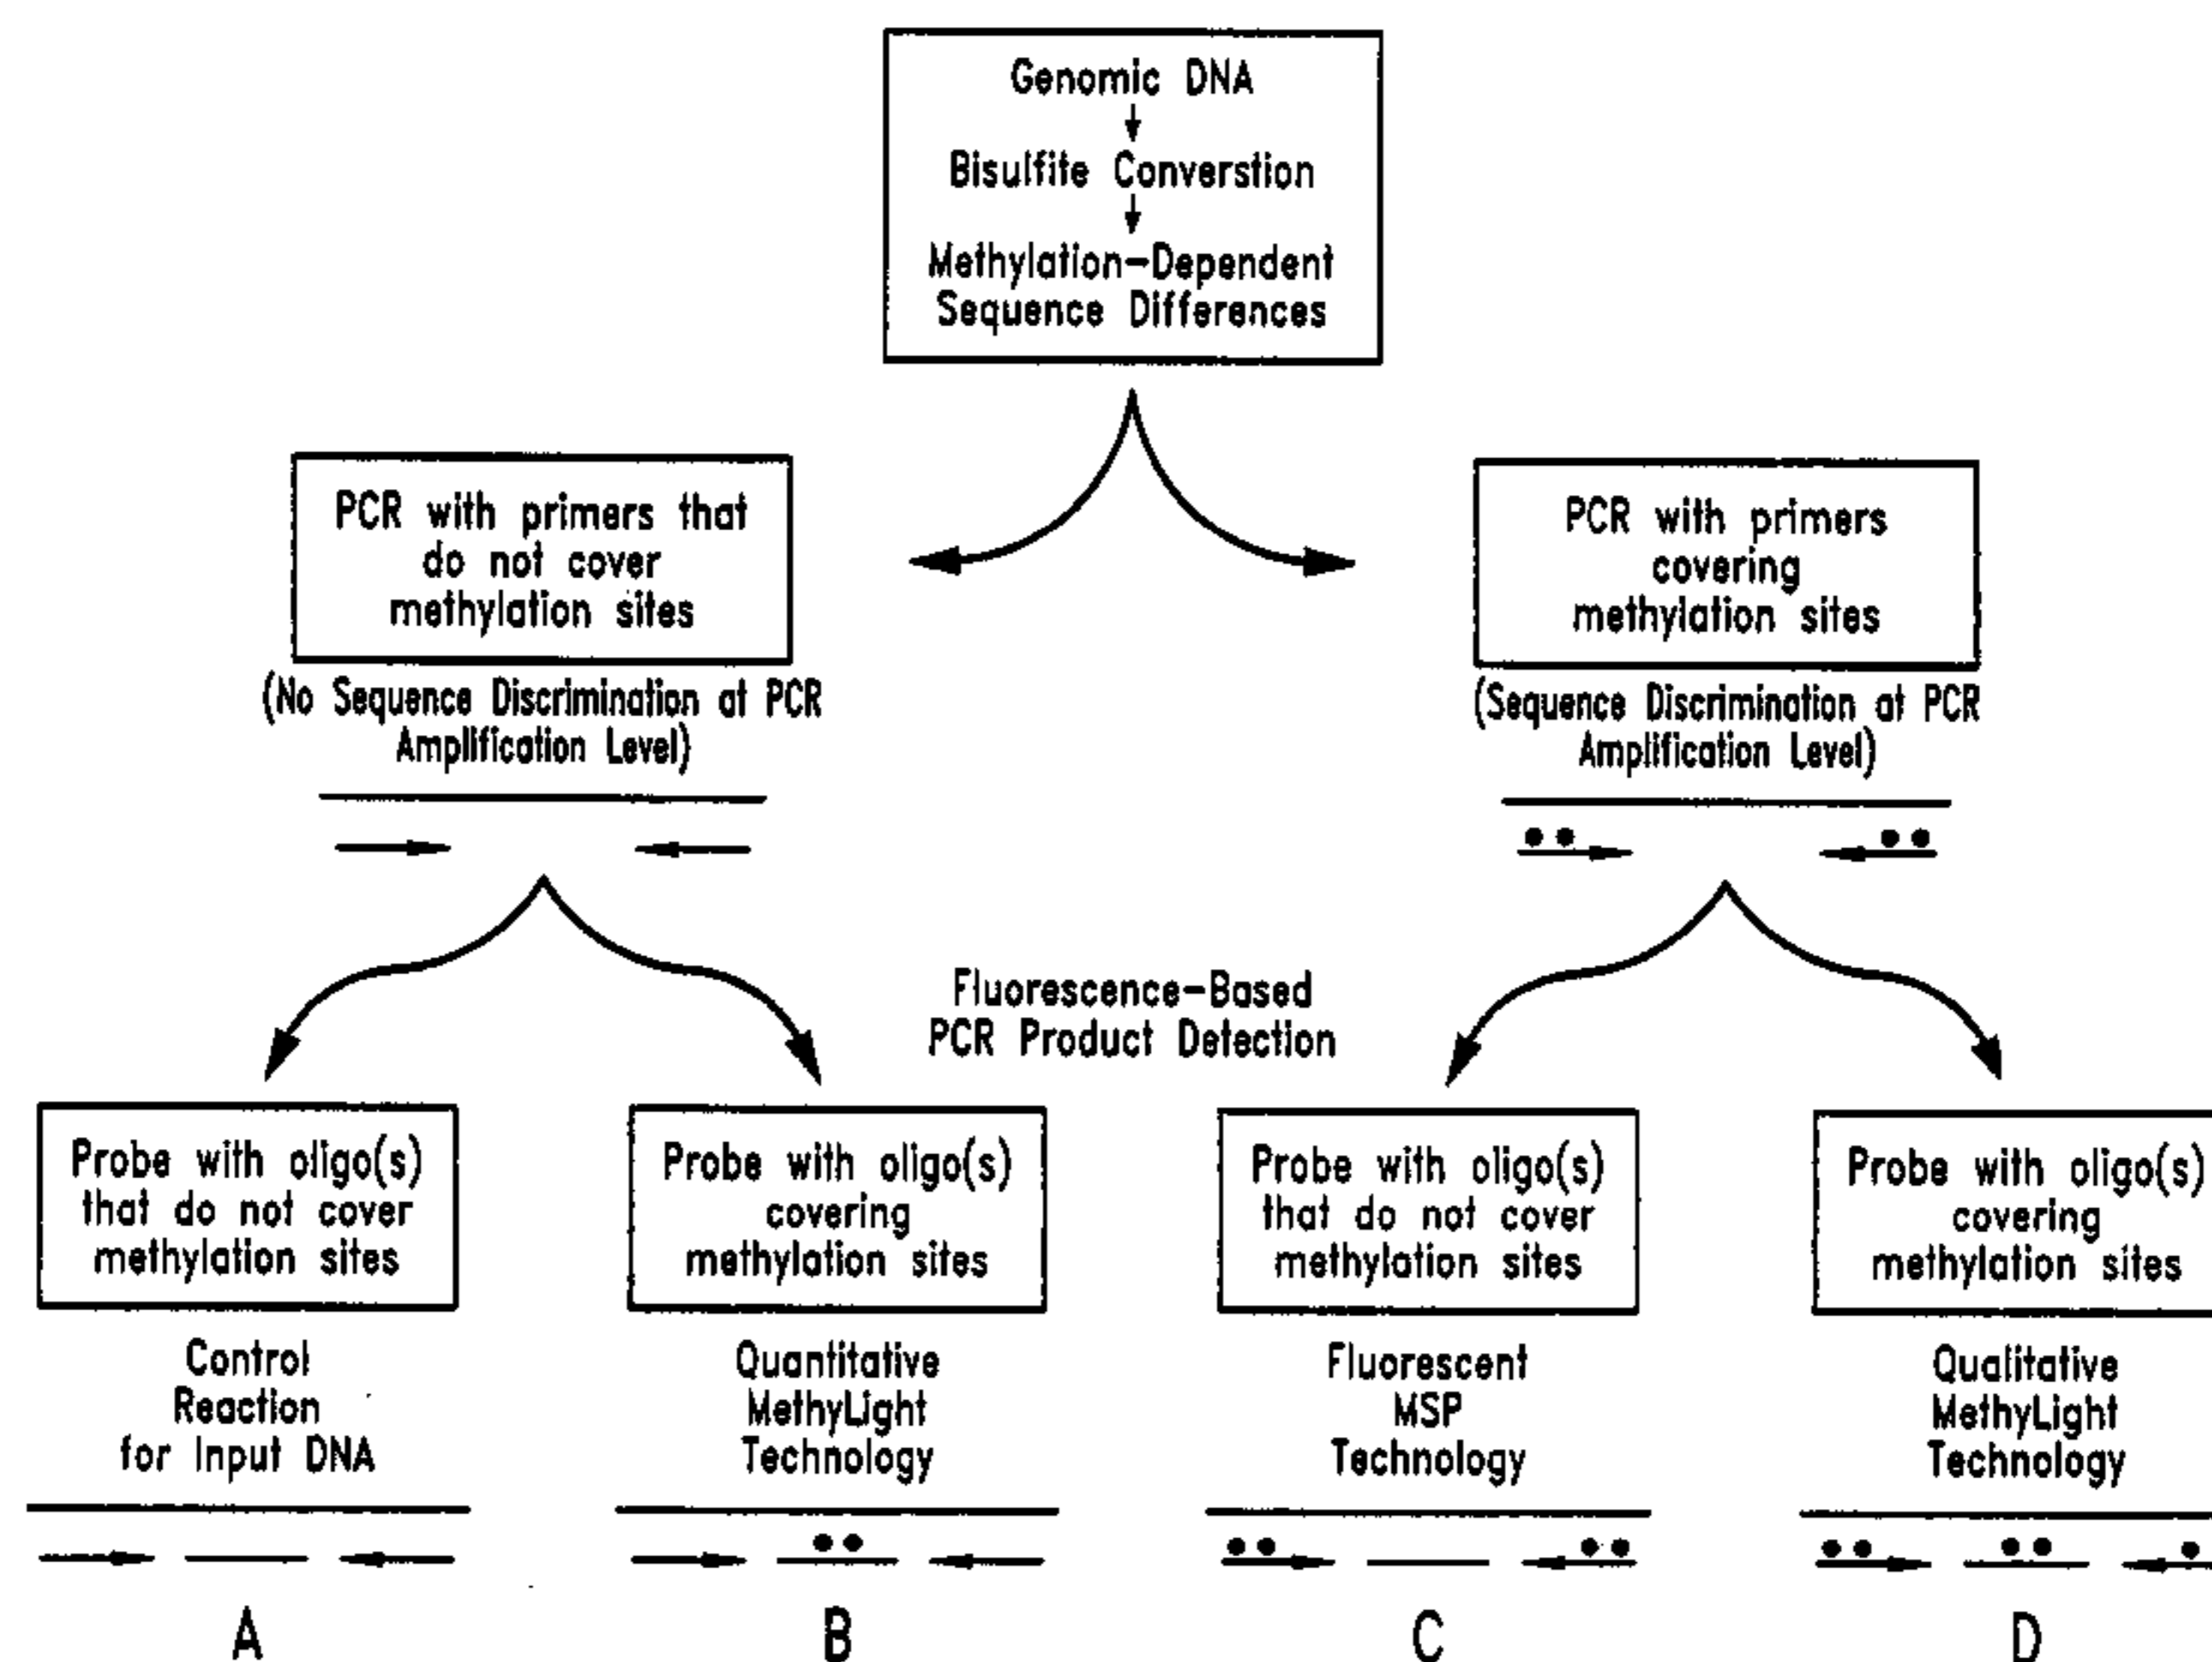 Genomic DNA
Bisulfite Converstion
Methylation-Dependent
Sequence Differences
PCR with primers that
do not cover
methylation sites
(No Sequence Discrimination at PCR
Amplification Level)
PCR with primers
covering
methylation sites
(Sequence Discrimination at PCR
Amplification Level)
Fluorescence-Based
PCR Product Detection
Probe with oligo(s)
that do not cover
methylation sites
Control
Reaction
for Input DNA
A
Probe with oligo(s)
covering
methylation sites
Quantitative
MethyLight
Technology
B
Probe with oligo(s)
that do not cover
methylation sites
Fluorescent
MSP
Technology
C
Probe with oligo(s)
covering
methylation sites
Qualitative
MethyLight
Technology
D